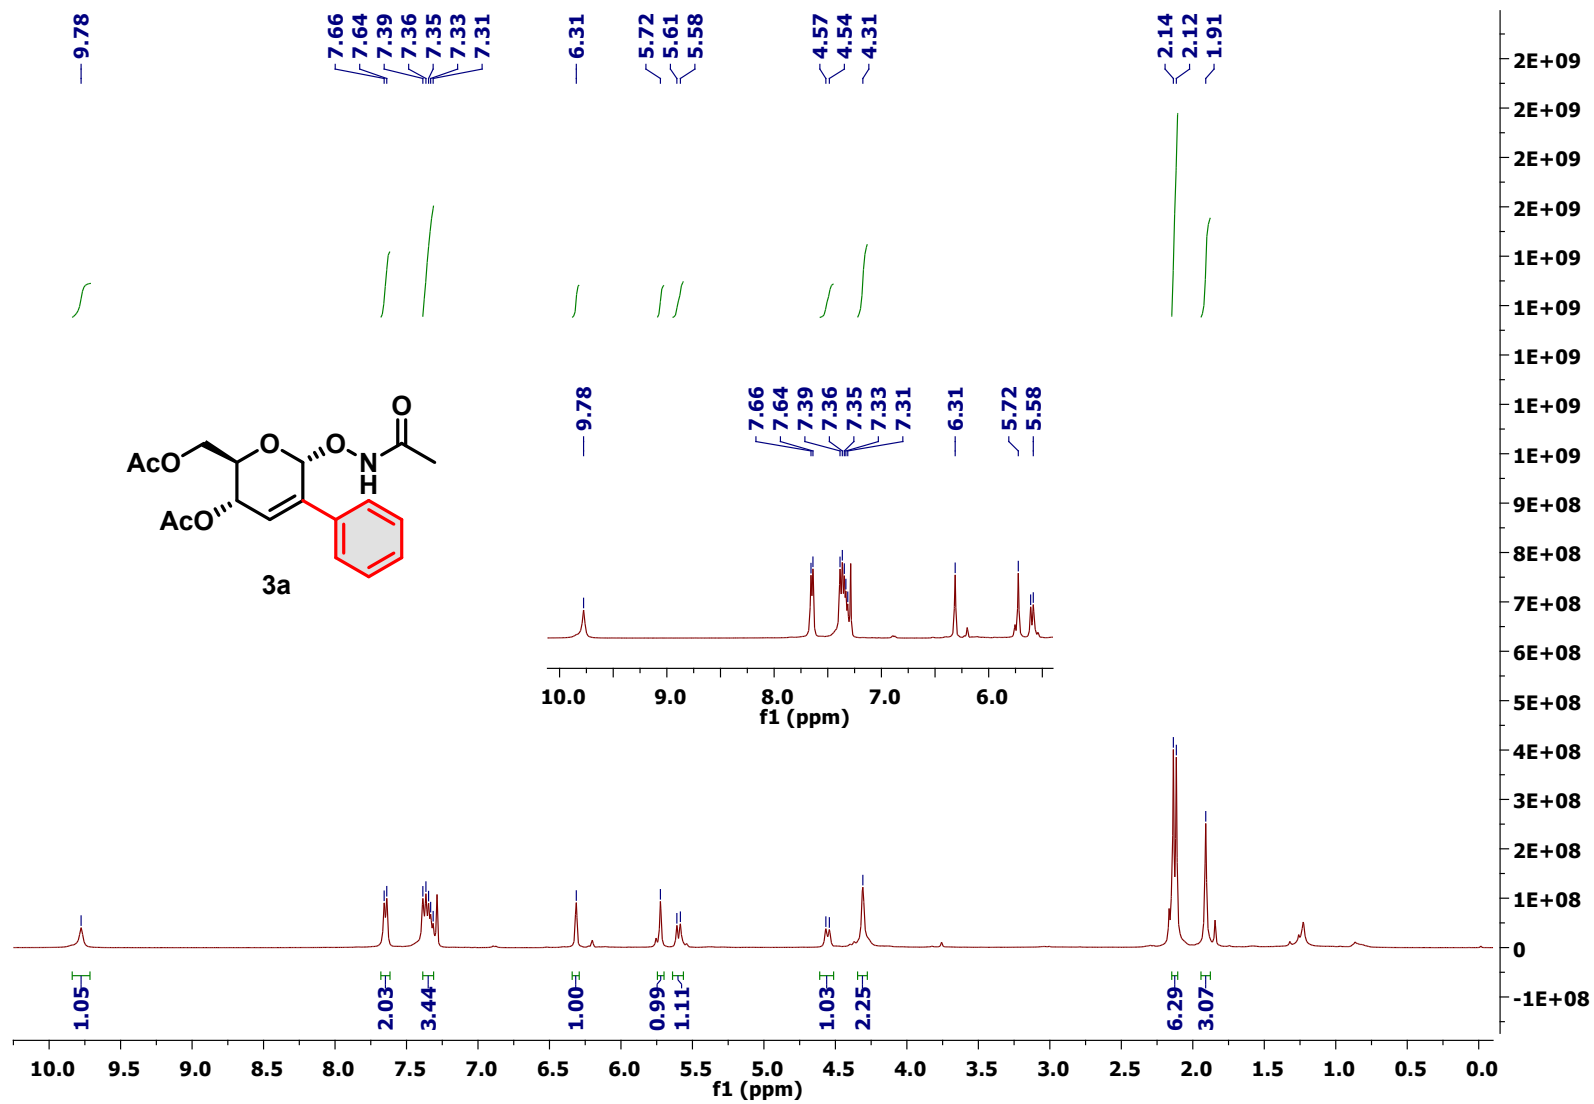 9.78 7.66 7.64 7.39 7.36 7.35 7.33 7.31 6.31 5.72 5.61 5.58 4.57 4.54 4.31 2.14 2.12 1.91
2E+09
2E+09
2E+09
2E+09
1E+09
1E+09
1E+09
1E+09
1E+09
9E+08
8E+08
7E+08
6E+08
5E+08
4E+08
3E+08
2E+08
1E+08
0
-1E+08
O
O
O
N
H
AcO
AcO
3a
9.78 7.66 7.64 7.39 7.36 7.35 7.33 7.31 6.31 5.72 5.58
10.0 9.0 8.0 7.0 6.0
f1 (ppm)
1.05 2.03 3.44 1.00 0.99 1.11 1.03 2.25 6.29 3.07
10.0 9.5 9.0 8.5 8.0 7.5 7.0 6.5 6.0 5.5 5.0 4.5 4.0 3.5 3.0 2.5 2.0 1.5 1.0 0.5 0.0
f1 (ppm)